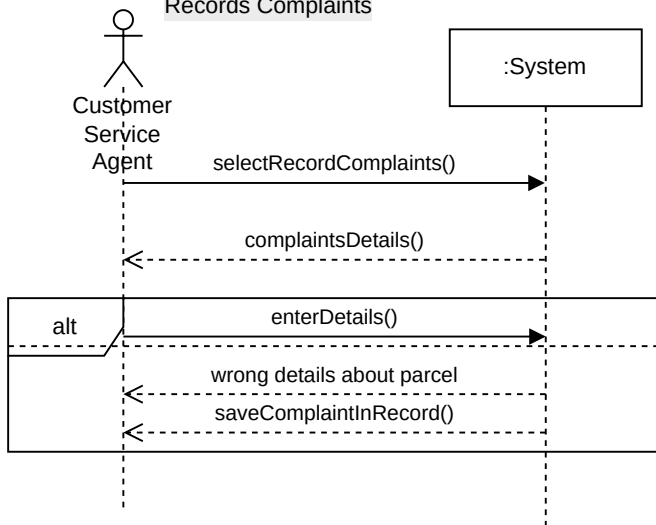 Records Complaints
:System
Customer
Service
Agent
selectRecordComplaints()
complaintsDetails()
alt
enterDetails()
wrong details about parcel
saveComplaintInRecord()